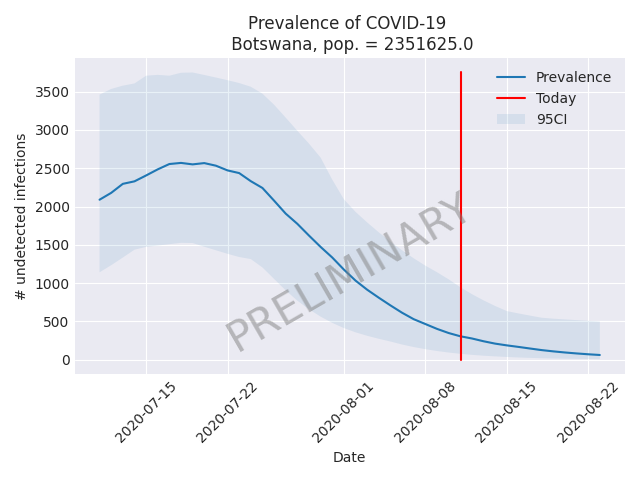 Prevalence of COVID-19
Botswana, pop. = 2351625.0
Prevalence
Today
95CI
3500
3000
2500
2000
1500
1000
500
0
# undetected infections
PRELIMINARY
2020-07-15
2020-07-22
2020-08-01
2020-08-08
2020-08-15
2020-08-22
Date